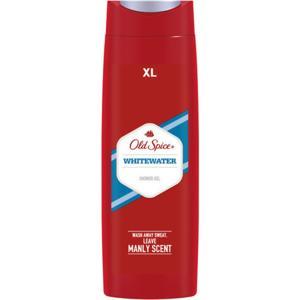 XL
Old Spice
WHITEWATER
SHOWER GEL
WASH AWAY SWEAT.
LEAVE
MANLY SCENT